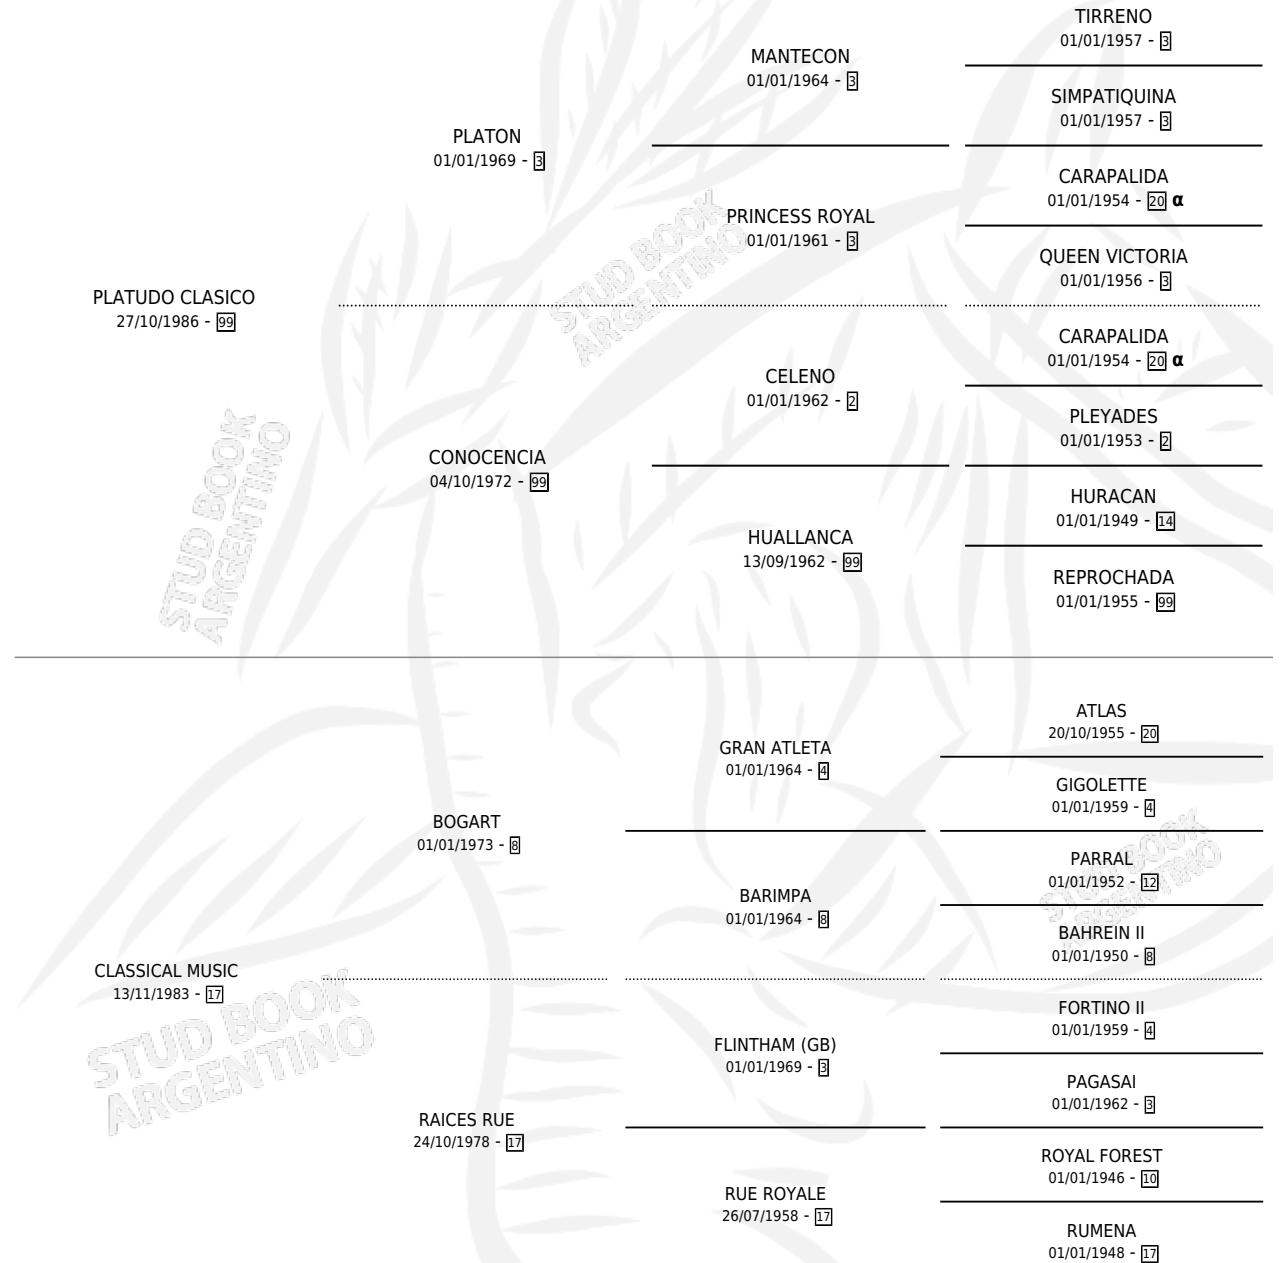 TIRRENO
01/01/1957 - 3
MANTECON
01/01/1964 - 3
SIMPATIQUINA
01/01/1957 - 3
PLATON
01/01/1969 - 3
CARAPALIDA
01/01/1954 - 20 α
PRINCESS ROYAL
01/01/1961 - 3
QUEEN VICTORIA
01/01/1956 - 3
PLATUDO CLASICO
27/10/1986 - 99
CARAPALIDA
01/01/1954 - 20 α
CELENO
01/01/1962 - 2
PLEYADES
01/01/1953 - 2
CONOCENCIA
04/10/1972 - 99
HURACAN
01/01/1949 - 14
HUALLANCA
13/09/1962 - 99
REPROCHADA
01/01/1955 - 99
ATLAS
20/10/1955 - 20
GRAN ATLETA
01/01/1964 - 4
GIGOLETTE
01/01/1959 - 4
BOGART
01/01/1973 - 8
PARRAL
01/01/1952 - 12
BARIMPA
01/01/1964 - 8
BAHREIN II
01/01/1950 - 8
CLASSICAL MUSIC
13/11/1983 - 17
FORTINO II
01/01/1959 - 4
FLINTHAM (GB)
01/01/1969 - 3
PAGASAI
01/01/1962 - 3
RAICES RUE
24/10/1978 - 17
ROYAL FOREST
01/01/1946 - 10
RUE ROYALE
26/07/1958 - 17
RUMENA
01/01/1948 - 17
STUD BOOK
ARGENTINO
STUD BOOK
ARGENTINO
STUD BOOK
ARGENTINO
STUD BOOK
ARGENTINO